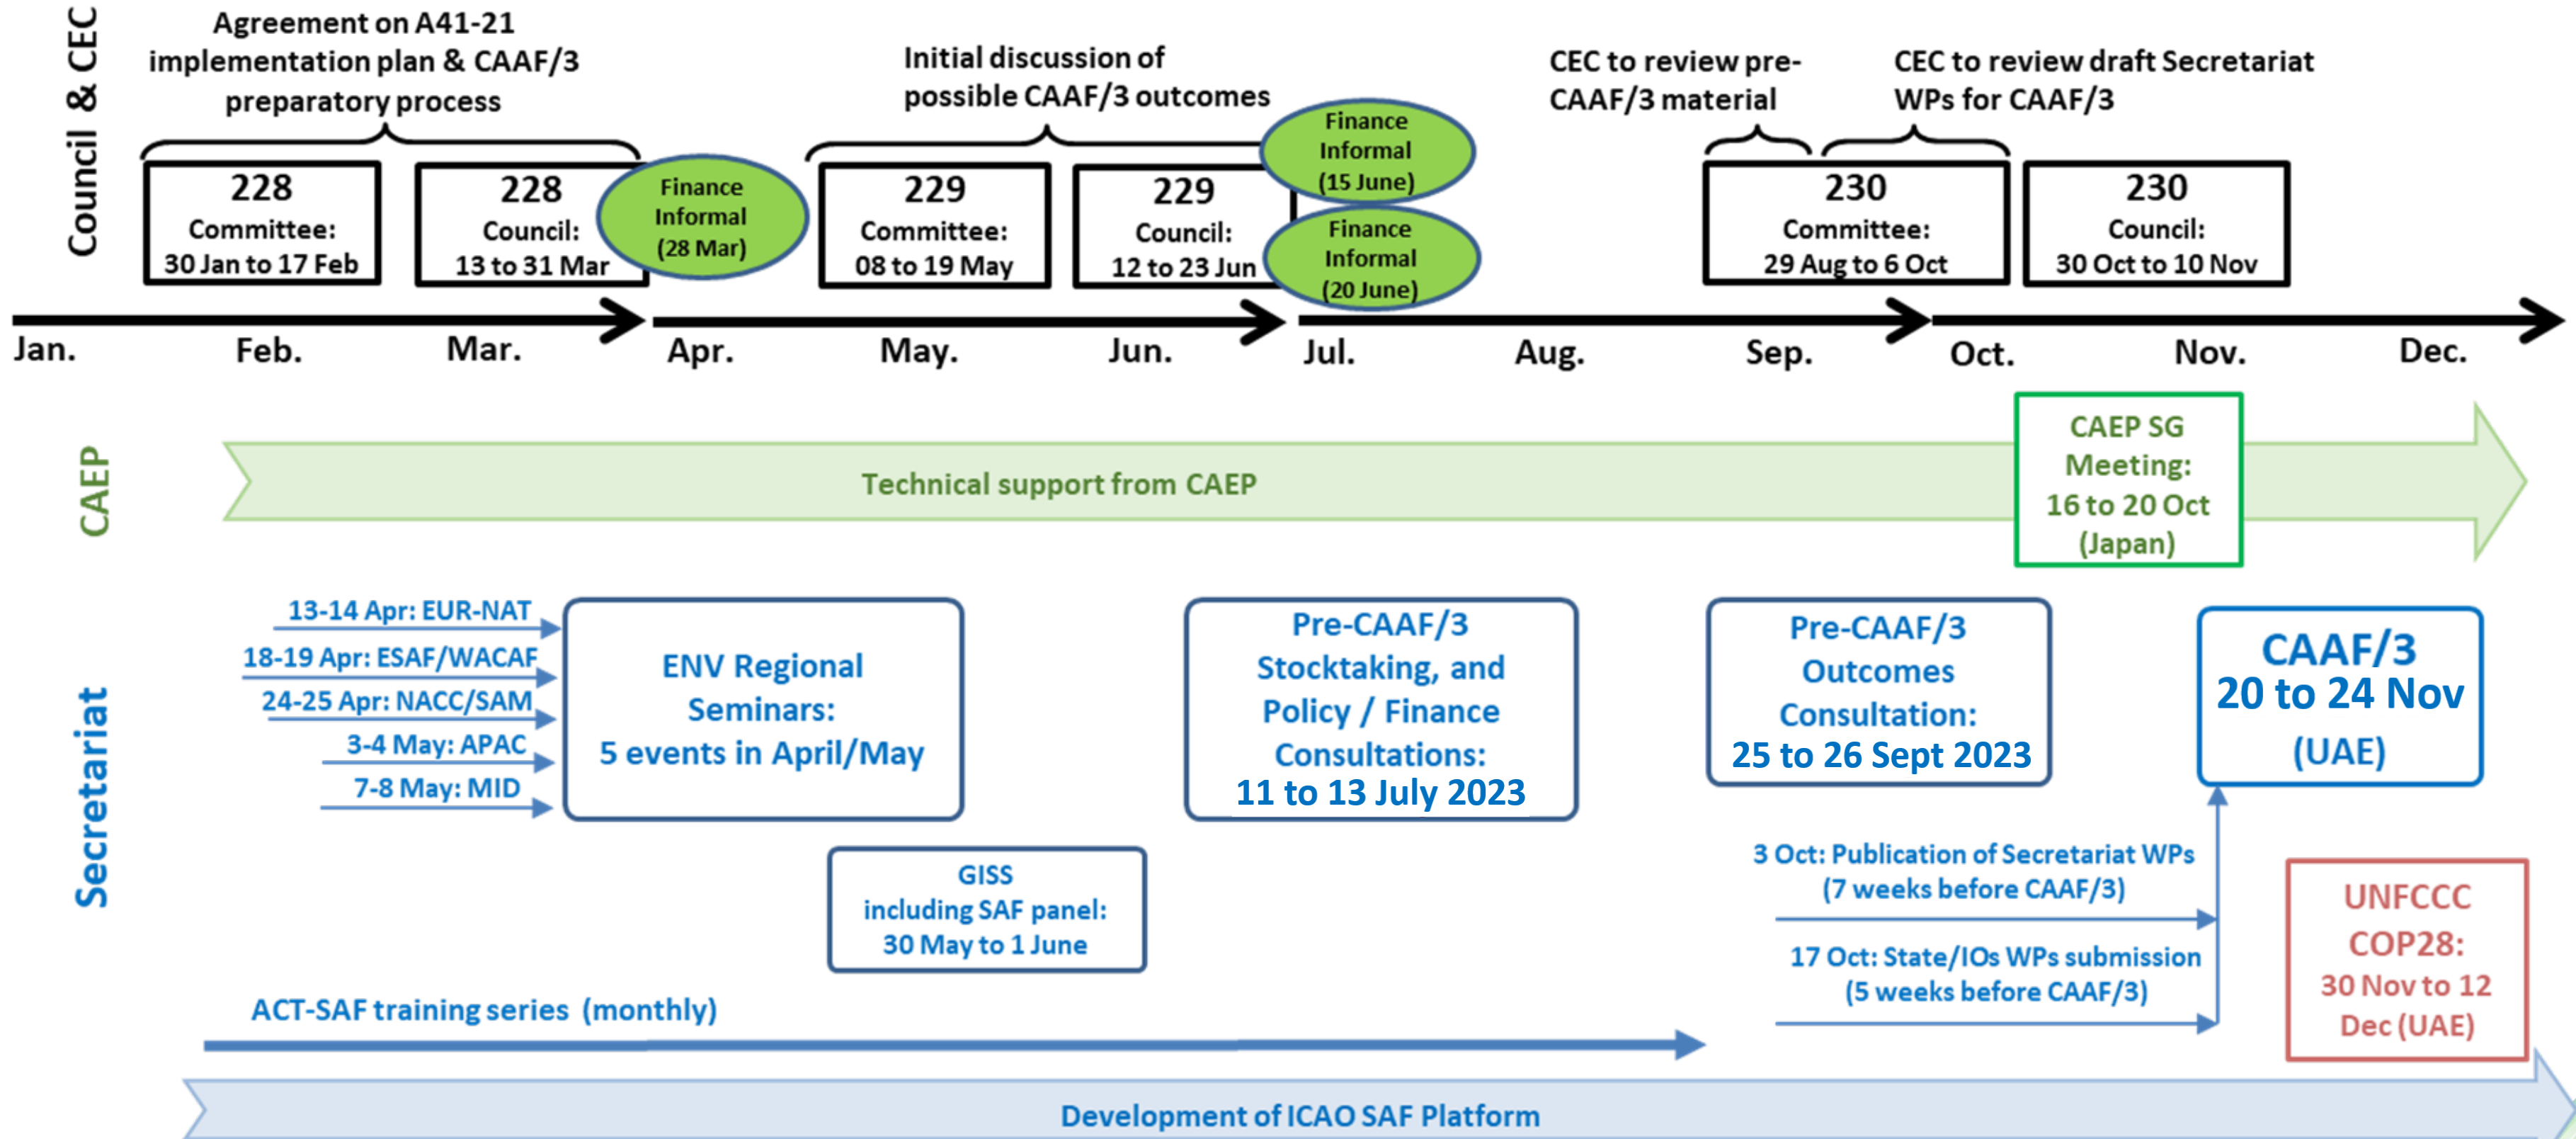 Council & CEC
Agreement on A41-21
implementation plan & CAAF/3
preparatory process
Initial discussion of
possible CAAF/3 outcomes
CEC to review pre-
CAAF/3 material
CEC to review draft Secretariat
WPs for CAAF/3
228
Committee:
30 Jan to 17 Feb
228
Council:
13 to 31 Mar
Finance
Informal
(28 Mar)
229
Committee:
08 to 19 May
229
Council:
12 to 23 Jun
Finance
Informal
(15 June)
Finance
Informal
(20 June)
230
Committee:
29 Aug to 6 Oct
230
Council:
30 Oct to 10 Nov
Jan.
Feb.
Mar.
Apr.
May.
Jun.
Jul.
Aug.
Sep.
Oct.
Nov.
Dec.
CAEP
Technical support from CAEP
CAEP SG
Meeting:
16 to 20 Oct
(Japan)
Secretariat
13-14 Apr: EUR-NAT
18-19 Apr: ESAF/WACAF
24-25 Apr: NACC/SAM
3-4 May: APAC
7-8 May: MID
ENV Regional
Seminars:
5 events in April/May
Pre-CAAF/3
Stocktaking, and
Policy / Finance
Consultations:
11 to 13 July 2023
Pre-CAAF/3
Outcomes
Consultation:
25 to 26 Sept 2023
CAAF/3
20 to 24 Nov
(UAE)
GISS
including SAF panel:
30 May to 1 June
3 Oct: Publication of Secretariat WPs
(7 weeks before CAAF/3)
17 Oct: State/IOs WPs submission
(5 weeks before CAAF/3)
UNFCCC
COP28:
30 Nov to 12
Dec (UAE)
ACT-SAF training series (monthly)
Development of ICAO SAF Platform